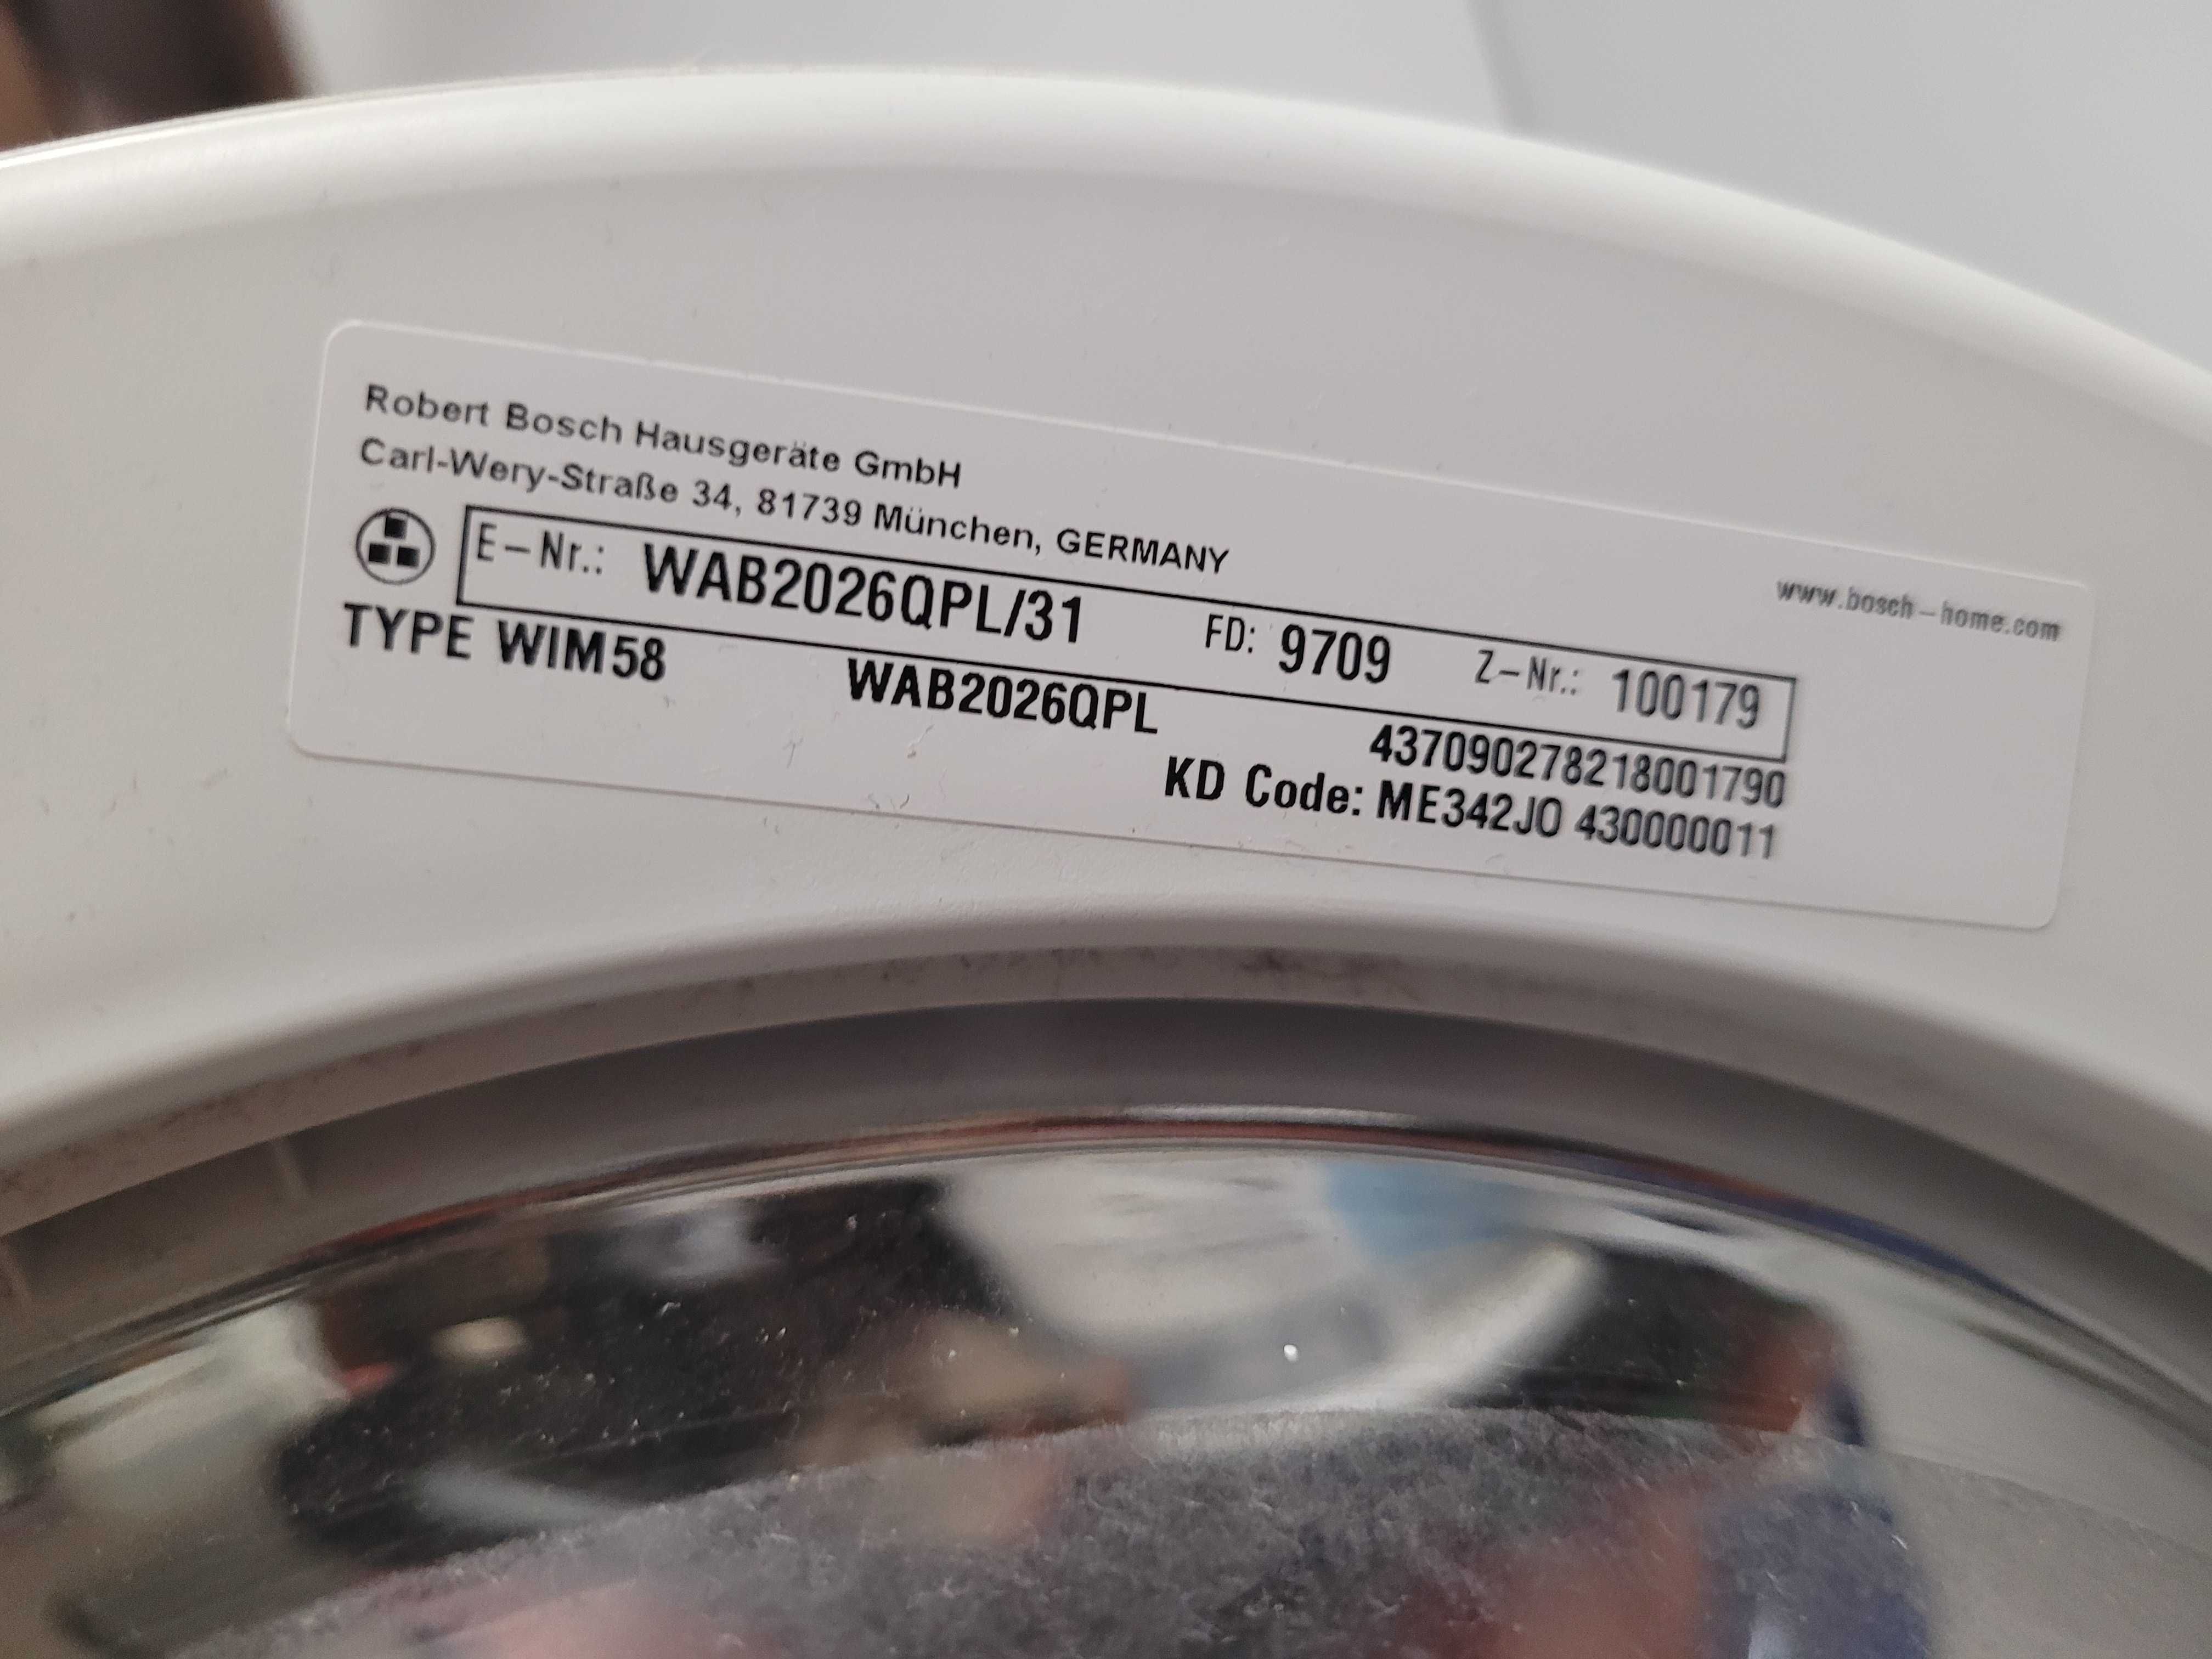 Robert Bosch Hausgeräte GmbH
Carl-Wery-Straße 34, 81739 München, GERMANY
www.bosch-home.com
E-Nr.: WAB2026QPL/31 FD: 9709 Z-Nr.: 100179
TYPE WIM58 WAB2026QPL 437090278218001790
KD Code: ME342JO 430000011